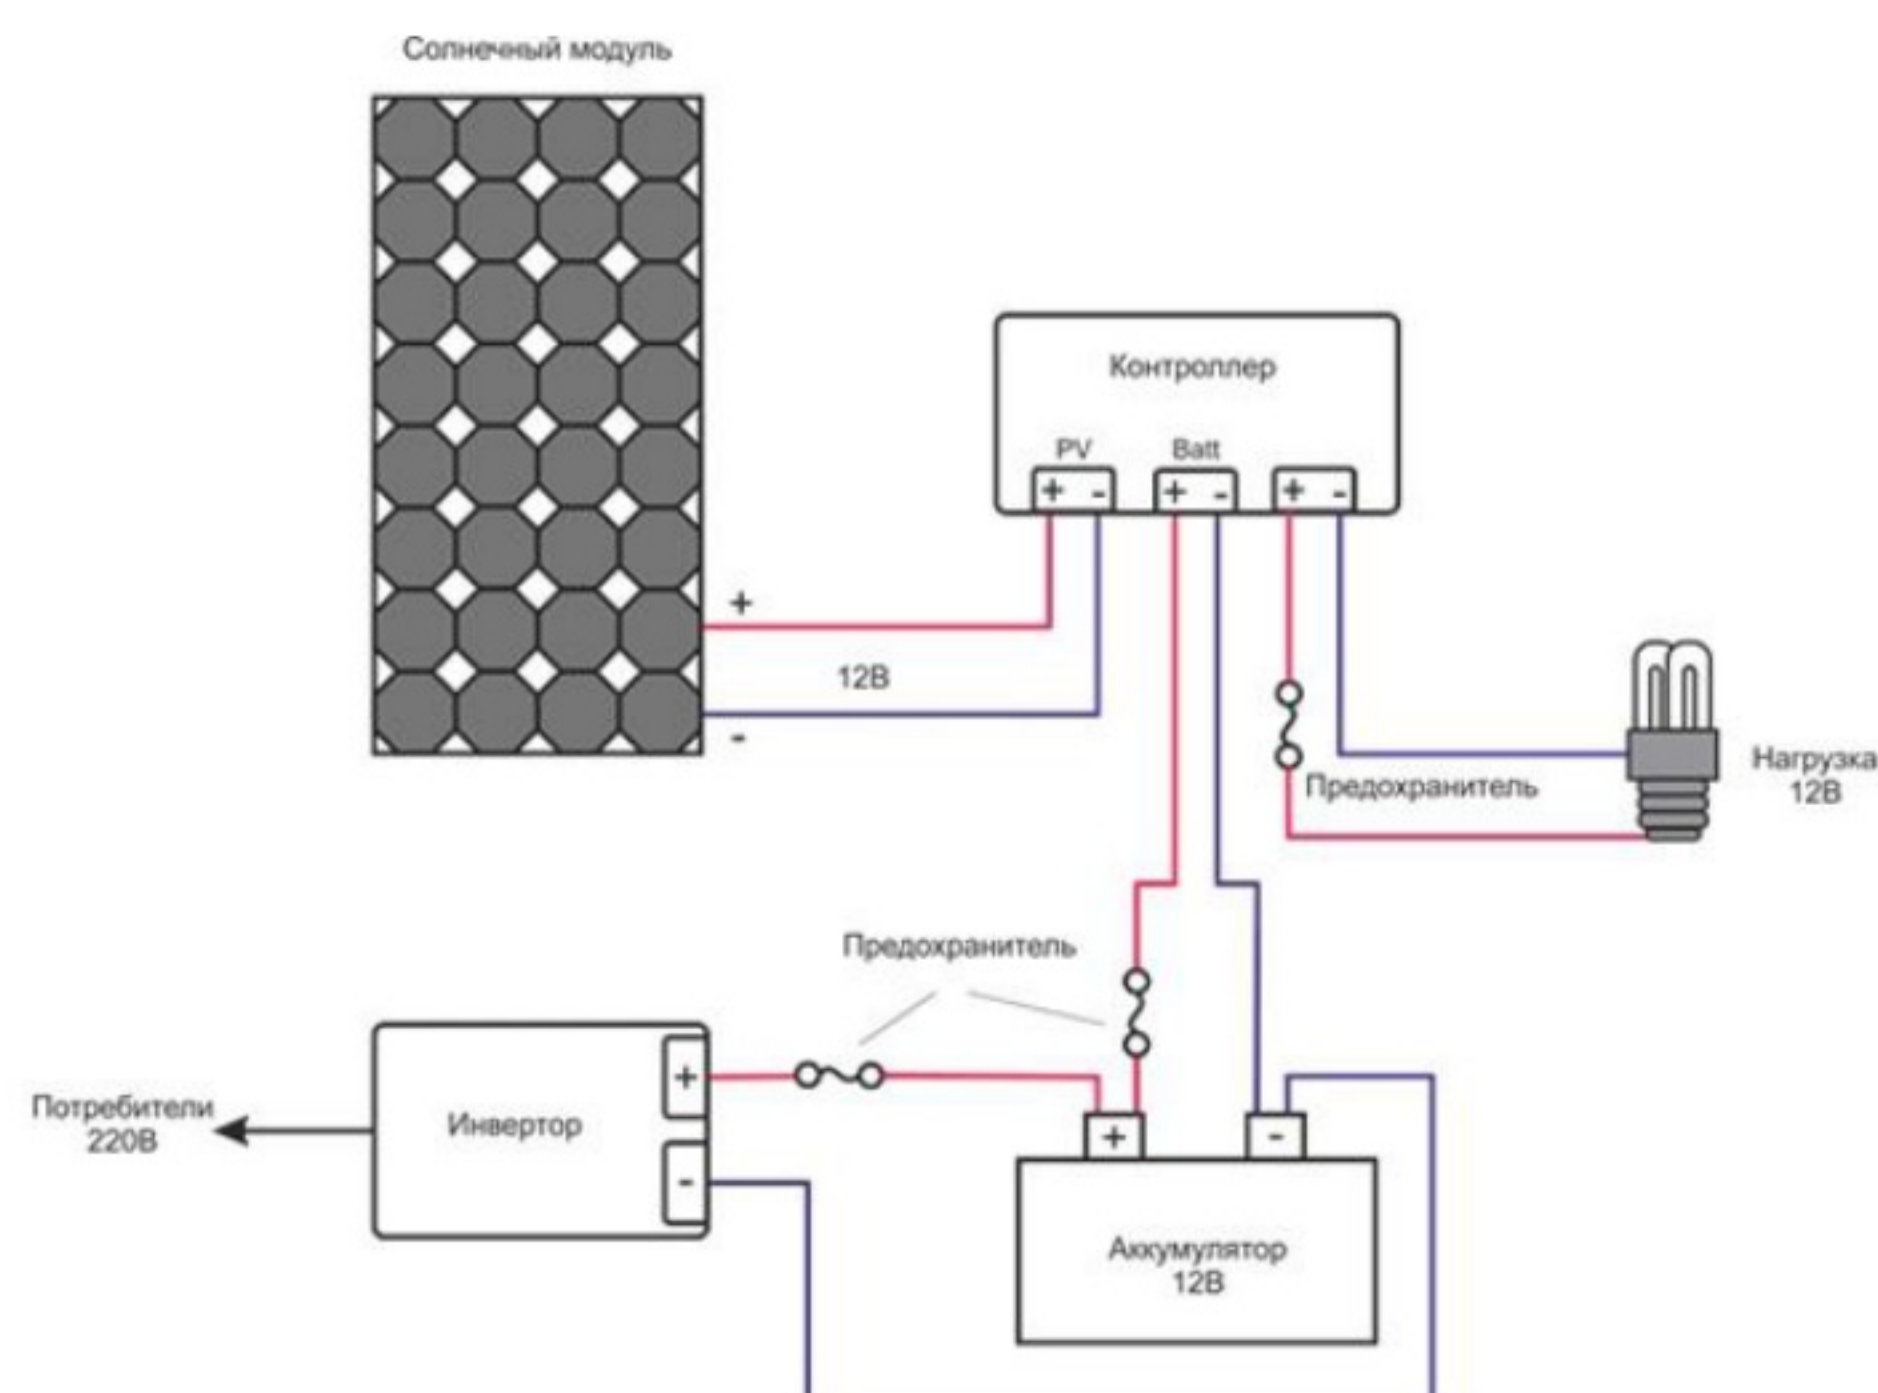 Солнечный модуль
Контроллер
PV
Batt
+ -
+ -
+ -
+
12В
-
Предохранитель
Нагрузка
12В
Предохранитель
Потребители
220В
Инвертор
+
-
+
-
Аккумулятор
12В